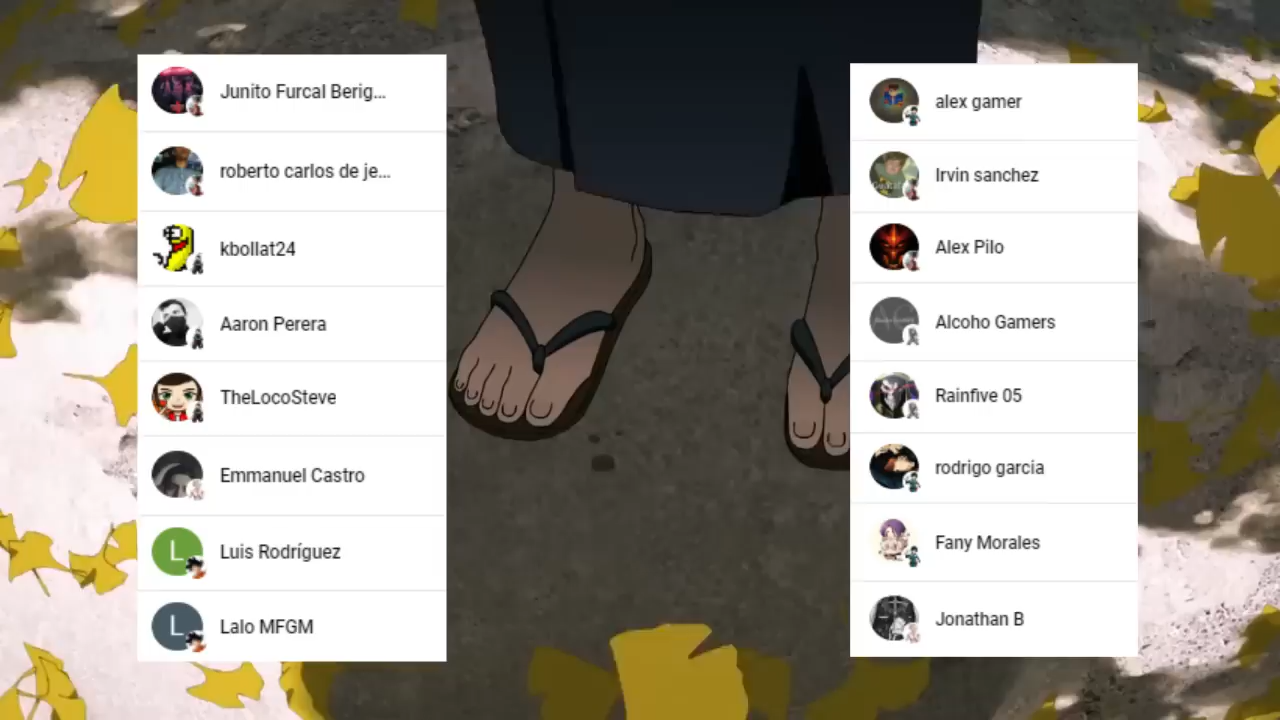 Junito Furcal Berig...
roberto carlos de je...
kbollat24
Aaron Perera
TheLocoSteve
Emmanuel Castro
L
Luis Rodríguez
L
Lalo MFGM
alex gamer
Irvin sanchez
Alex Pilo
Alcoho Gamers
Rainfive 05
rodrigo garcia
Fany Morales
Jonathan B